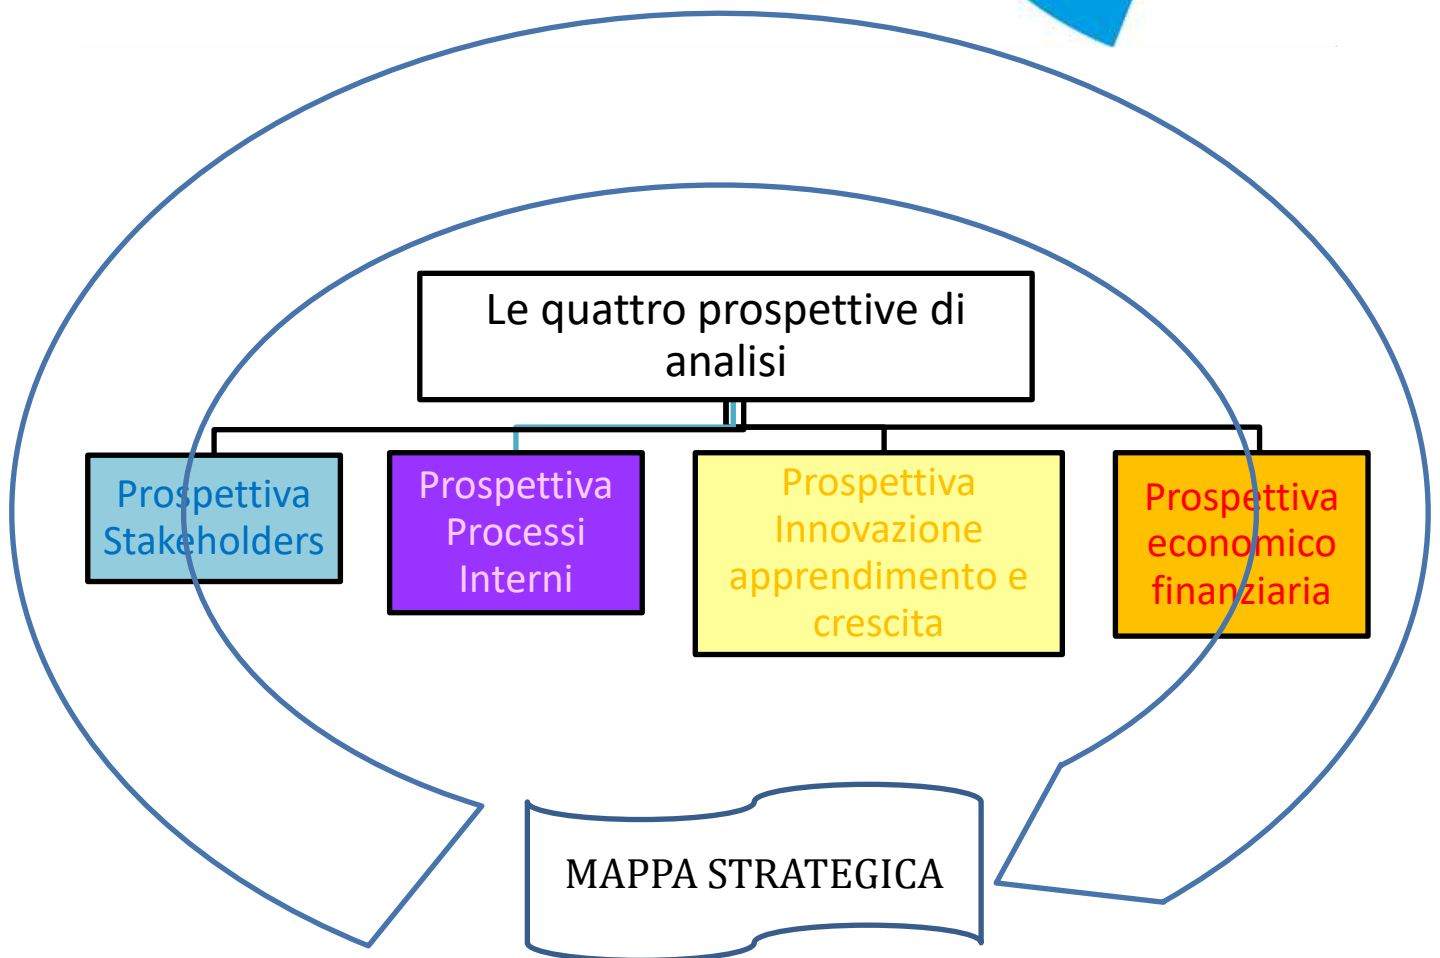 Le quattro prospettive di
analisi
Prospettiva
Stakeholders
Prospettiva
Processi
Interni
Prospettiva
Innovazione
apprendimento e
crescita
Prospettiva
economico
finanziaria
MAPPA STRATEGICA